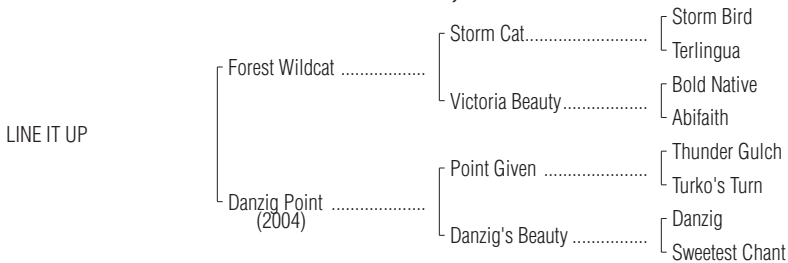 Storm Bird
Storm Cat........................
Terlingua
Forest Wildcat ..................
Bold Native
Victoria Beauty.................
Abifaith
LINE IT UP
Thunder Gulch
Point Given .....................
Turko's Turn
Danzig Point ....................
(2004)
Danzig
Danzig's Beauty ...............
Sweetest Chant